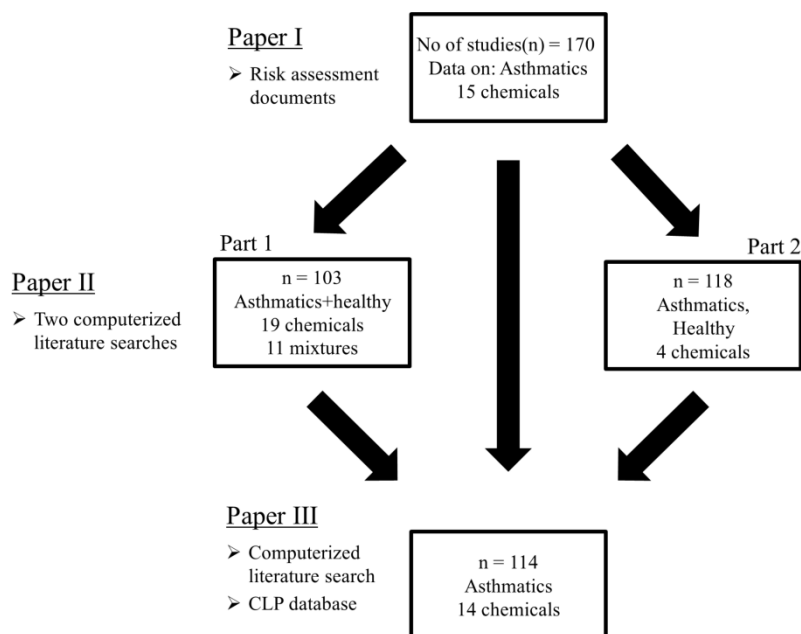 Paper I
➢ Risk assessment
documents
No of studies(n) = 170
Data on: Asthmatics
15 chemicals
Part 1
Part 2
Paper II
➢ Two computerized
literature searches
n = 103
Asthmatics+healthy
19 chemicals
11 mixtures
n = 118
Asthmatics,
Healthy
4 chemicals
Paper III
➢ Computerized
literature search
➢ CLP database
n = 114
Asthmatics
14 chemicals